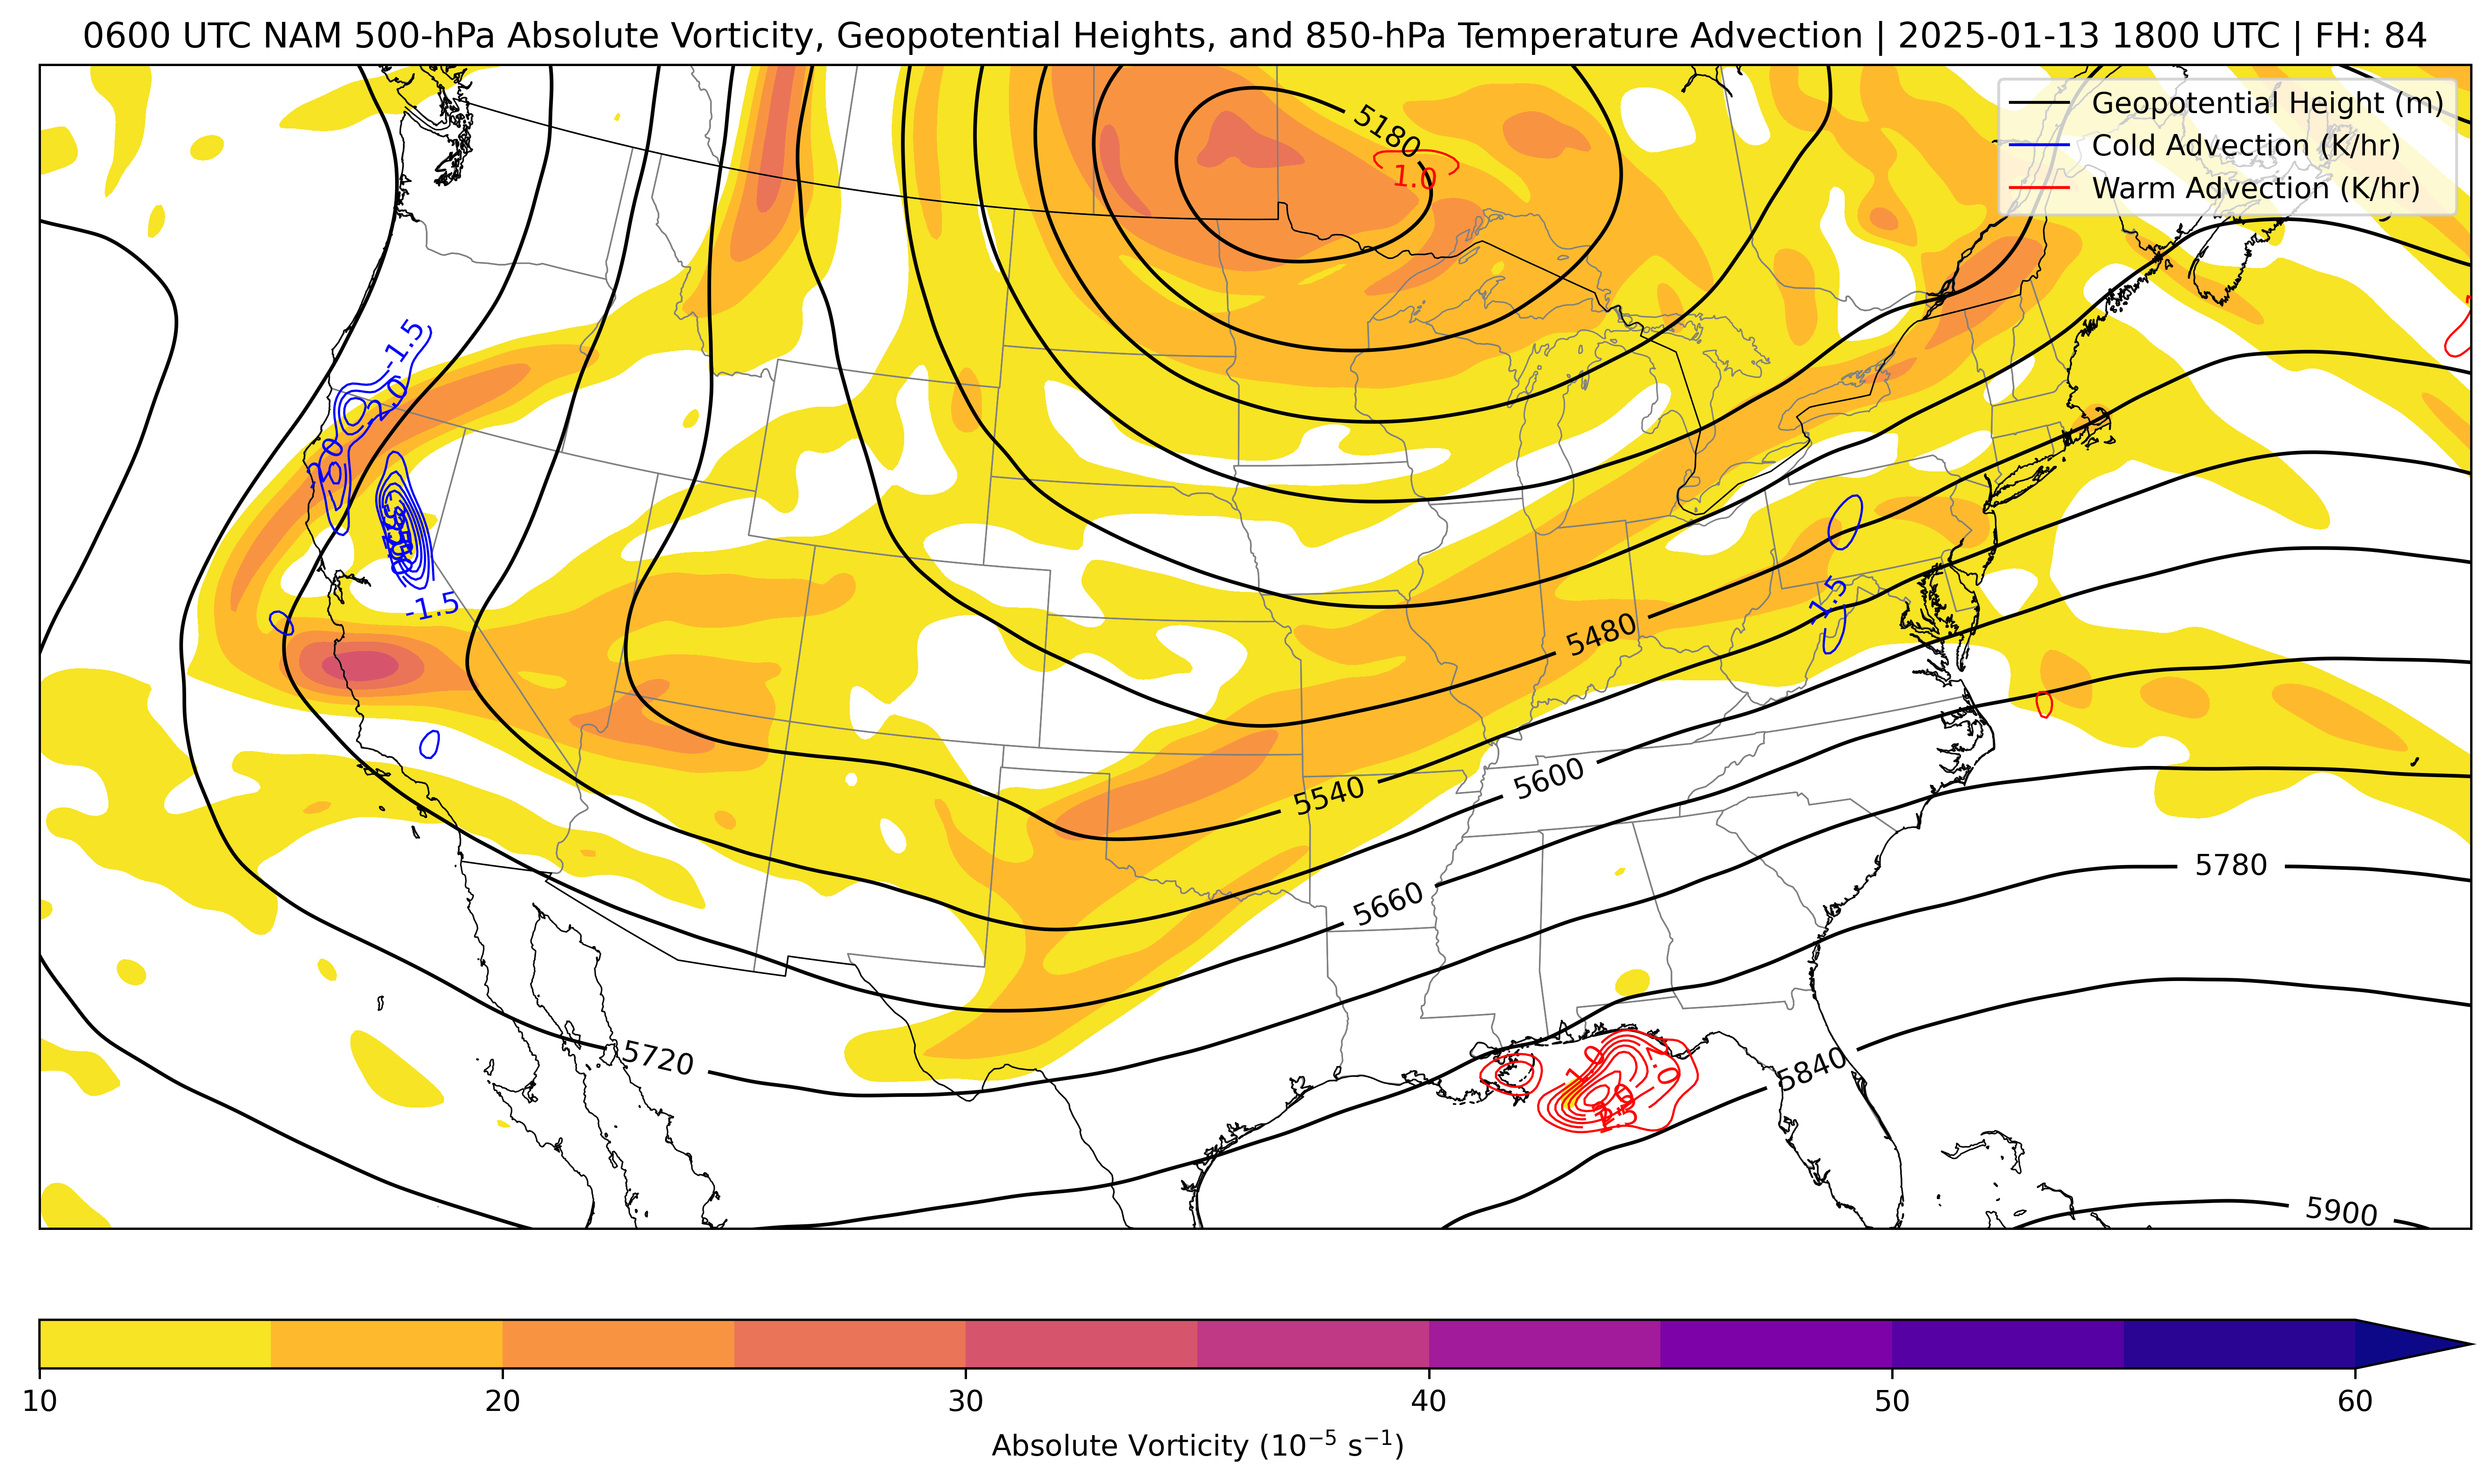 0600 UTC NAM 500-hPa Absolute Vorticity, Geopotential Heights, and 850-hPa Temperature Advection | 2025-01-13 1800 UTC | FH: 84
Geopotential Height (m)
Cold Advection (K/hr)
Warm Advection (K/hr)
5180
1.0
-1.5
-2.0
-1.5
-1.5
5480
5540
5600
5660
5780
5720
5840
1.0
5900
10 20 30 40 50 60
Absolute Vorticity (10⁻⁵ s⁻¹)